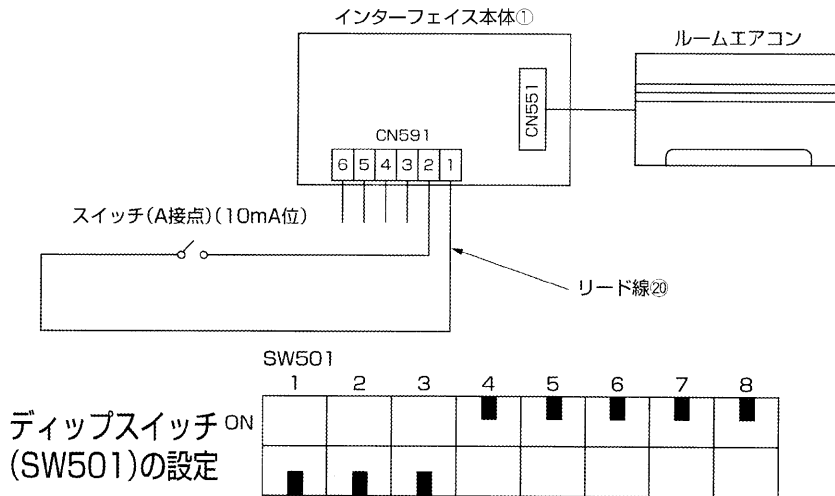 インターフェイス本体①
ルームエアコン
CN551
CN591
6 5 4 3 2 1
スイッチ(A接点)(10mA位)
リード線⑳
SW501
1 2 3 4 5 6 7 8
ディップスイッチ ON
(SW501)の設定